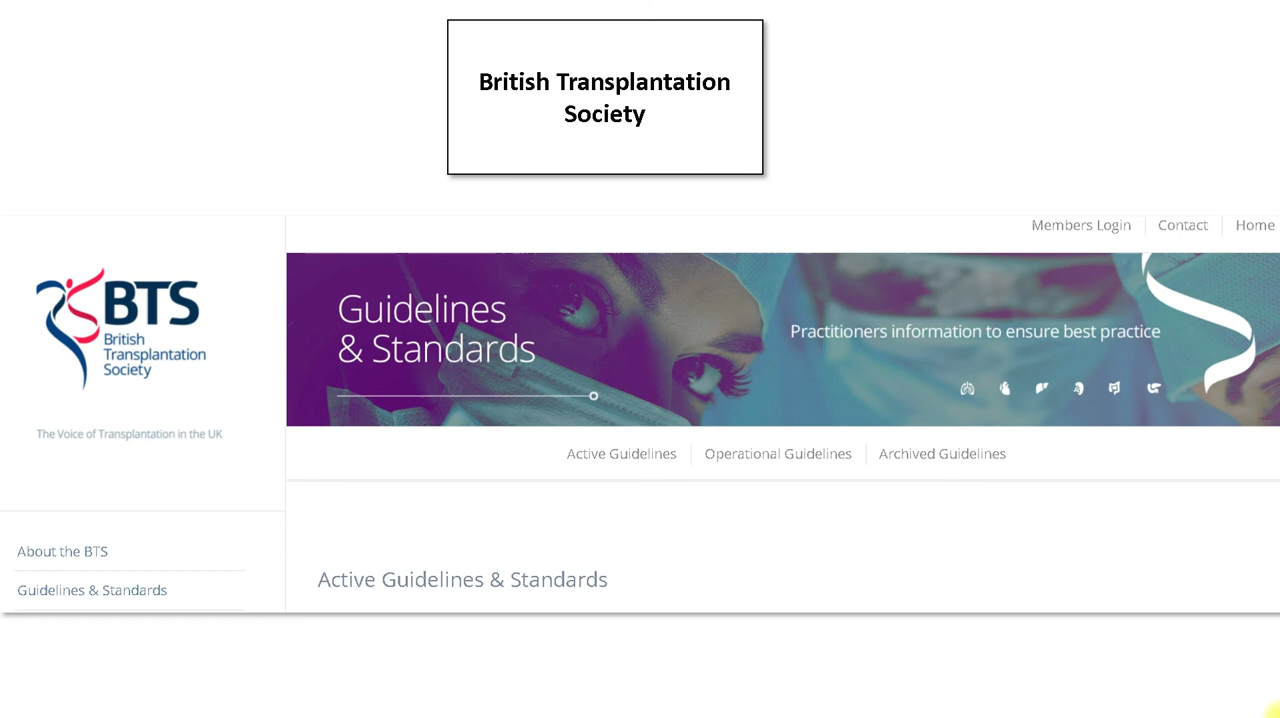 British Transplantation
Society
Members Login
Contact
Home
BTS
British
Transplantation
Society
The Voice of Transplantation in the UK
Guidelines
& Standards
Practitioners information to ensure best practice
Active Guidelines
Operational Guidelines
Archived Guidelines
About the BTS
Guidelines & Standards
Active Guidelines & Standards